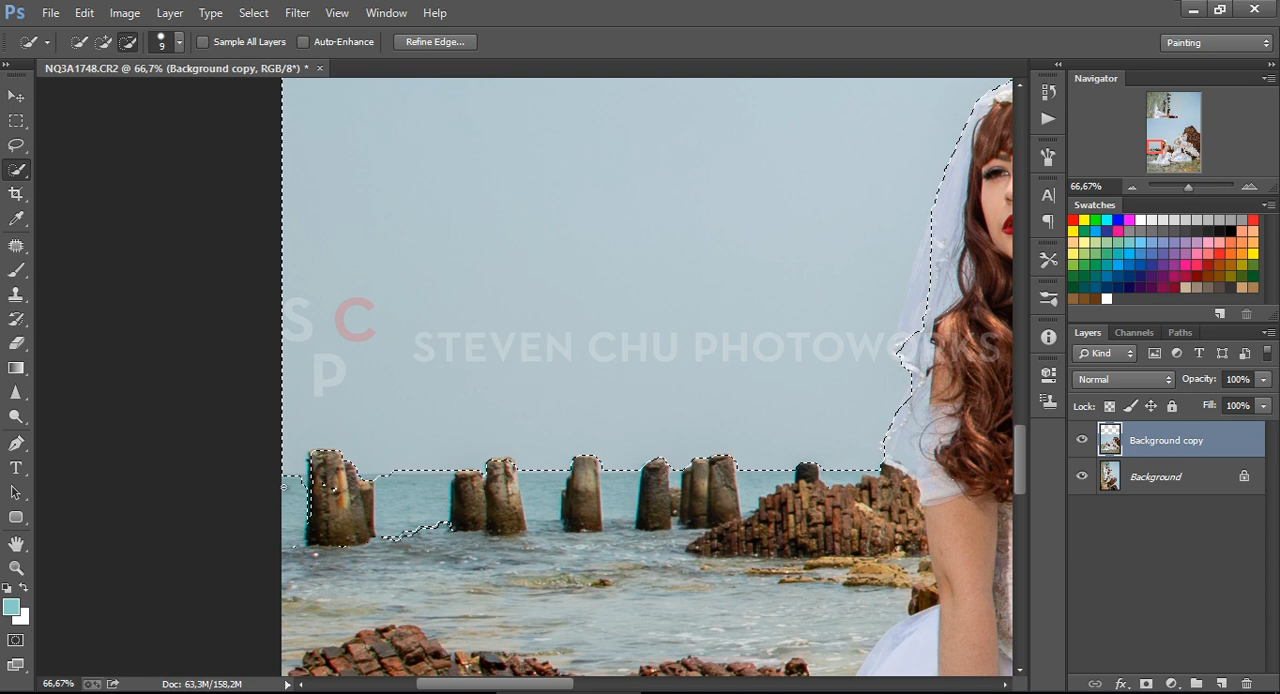 Ps File Edit Image Layer Type Select Filter View Window Help
9 Sample All Layers Auto-Enhance Refine Edge... Painting
NQ3A1748.CR2 @ 66,7% (Background copy, RGB/8*) * ×
Navigator
66,67%
Swatches
S C
P
STEVEN CHU PHOTOWORKS
Layers Channels Paths
Kind
Normal Opacity: 100%
Lock: Fill: 100%
Background copy
Background
66,67% Doc: 63,3M/158,2M